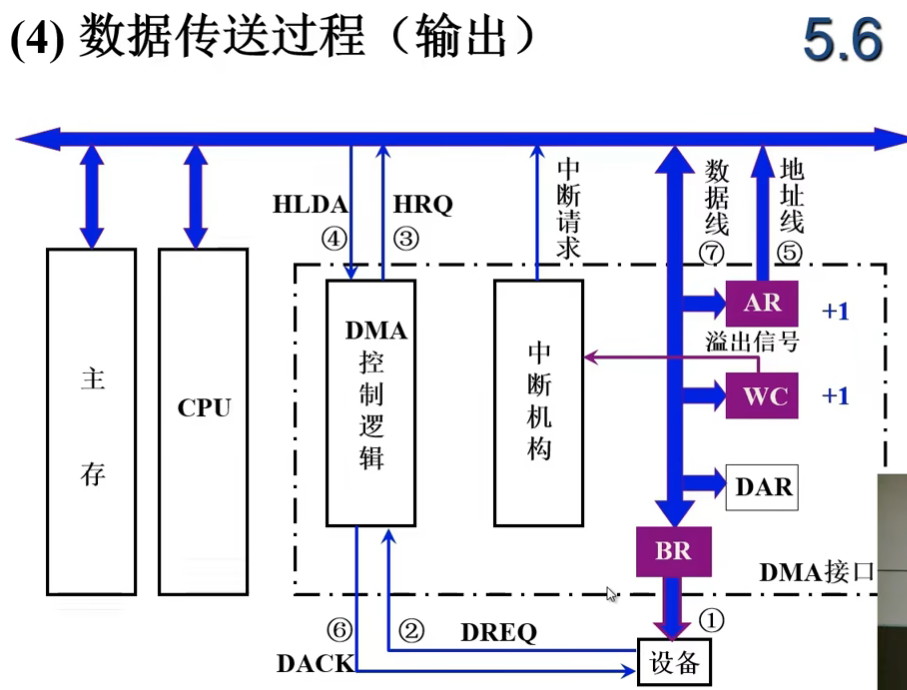 (4) 数据传送过程（输出）
5.6
HLDA
④
HRQ
③
中断请求
数据线
⑦
地址线
⑤
主存
CPU
DMA
控制逻辑
中断机构
AR
+1
溢出信号
WC
+1
DAR
BR
DMA接口
①
⑥
②
DREQ
DACK
设备